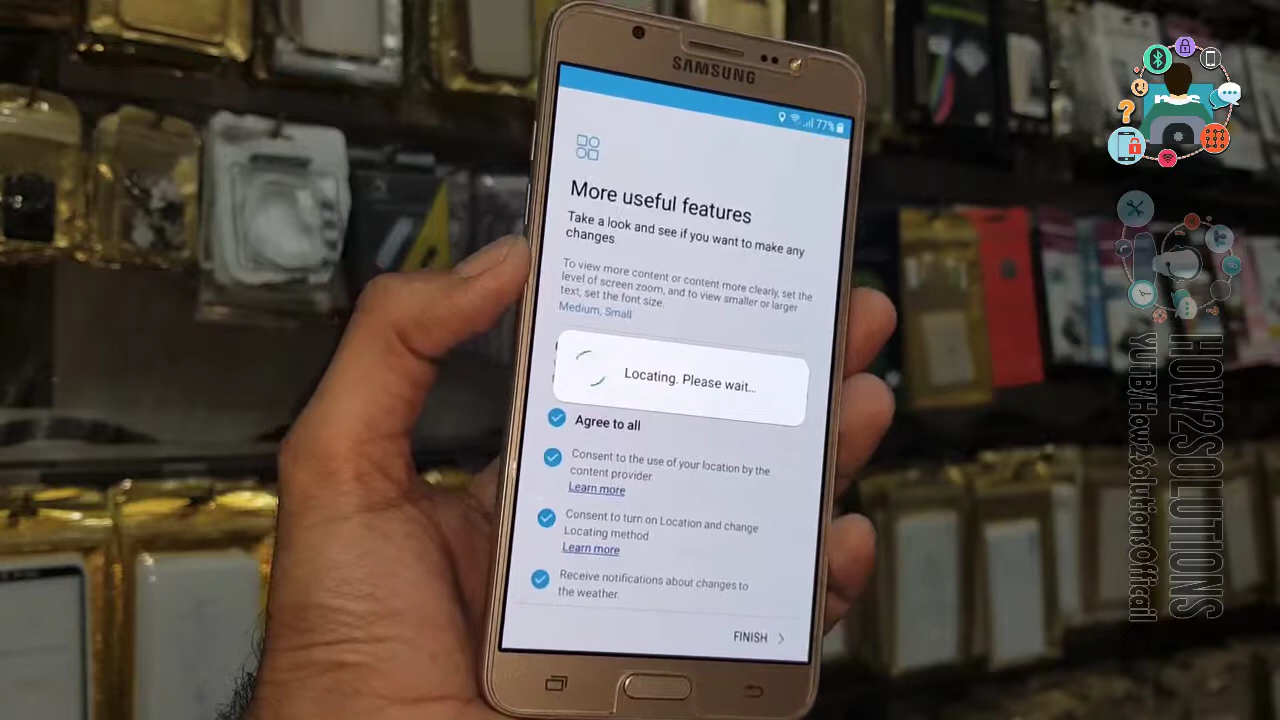 SAMSUNG
77%
More useful features
Take a look and see if you want to make any
changes.
To view more content or content more clearly, set the
level of screen zoom, and to view smaller or larger
text, set the font size.
Medium, Small
Locating. Please wait...
Agree to all
Consent to the use of your location by the
content provider
Learn more
Consent to turn on Location and change
Locating method
Learn more
Receive notifications about changes to
the weather.
FINISH
HOW2SOLUTIONS
YUTB/How2SolutionsOfficail